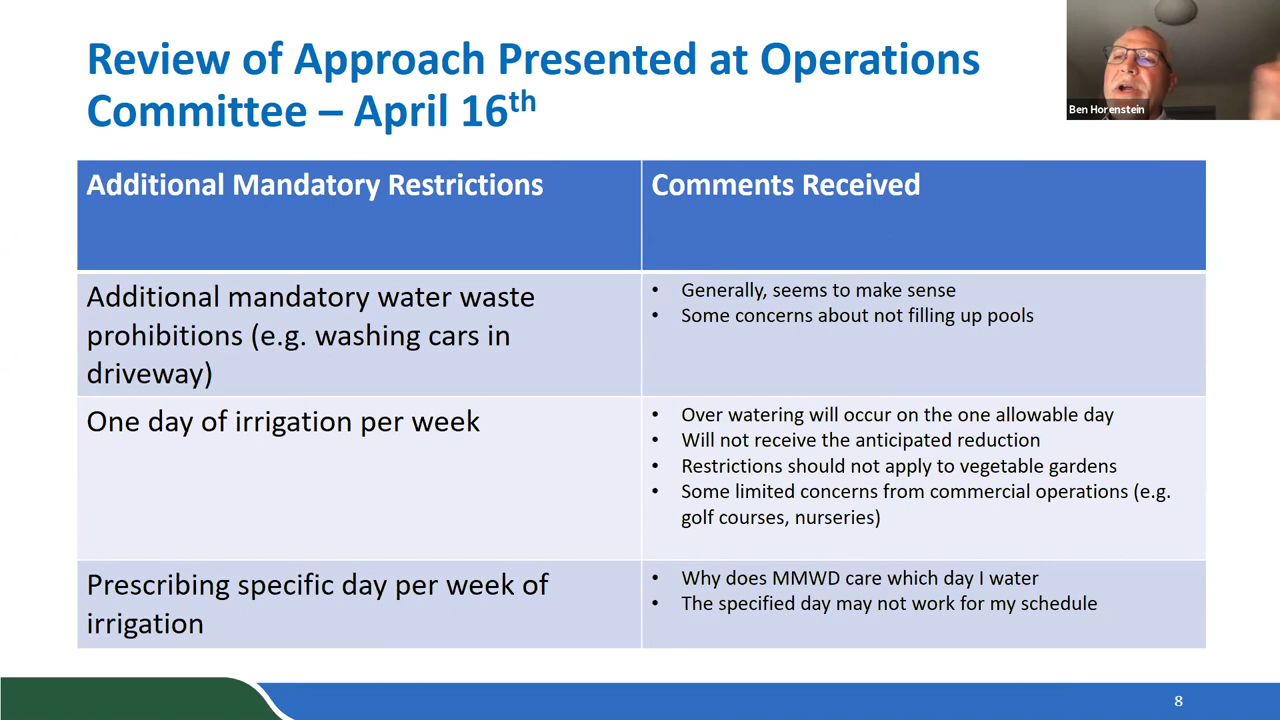 Review of Approach Presented at Operations
Committee – April 16th
Ben Horenstein
Additional Mandatory Restrictions
Comments Received
Additional mandatory water waste
prohibitions (e.g. washing cars in
driveway)
• Generally, seems to make sense
• Some concerns about not filling up pools
One day of irrigation per week
• Over watering will occur on the one allowable day
• Will not receive the anticipated reduction
• Restrictions should not apply to vegetable gardens
• Some limited concerns from commercial operations (e.g.
golf courses, nurseries)
Prescribing specific day per week of
irrigation
• Why does MMWD care which day I water
• The specified day may not work for my schedule
8